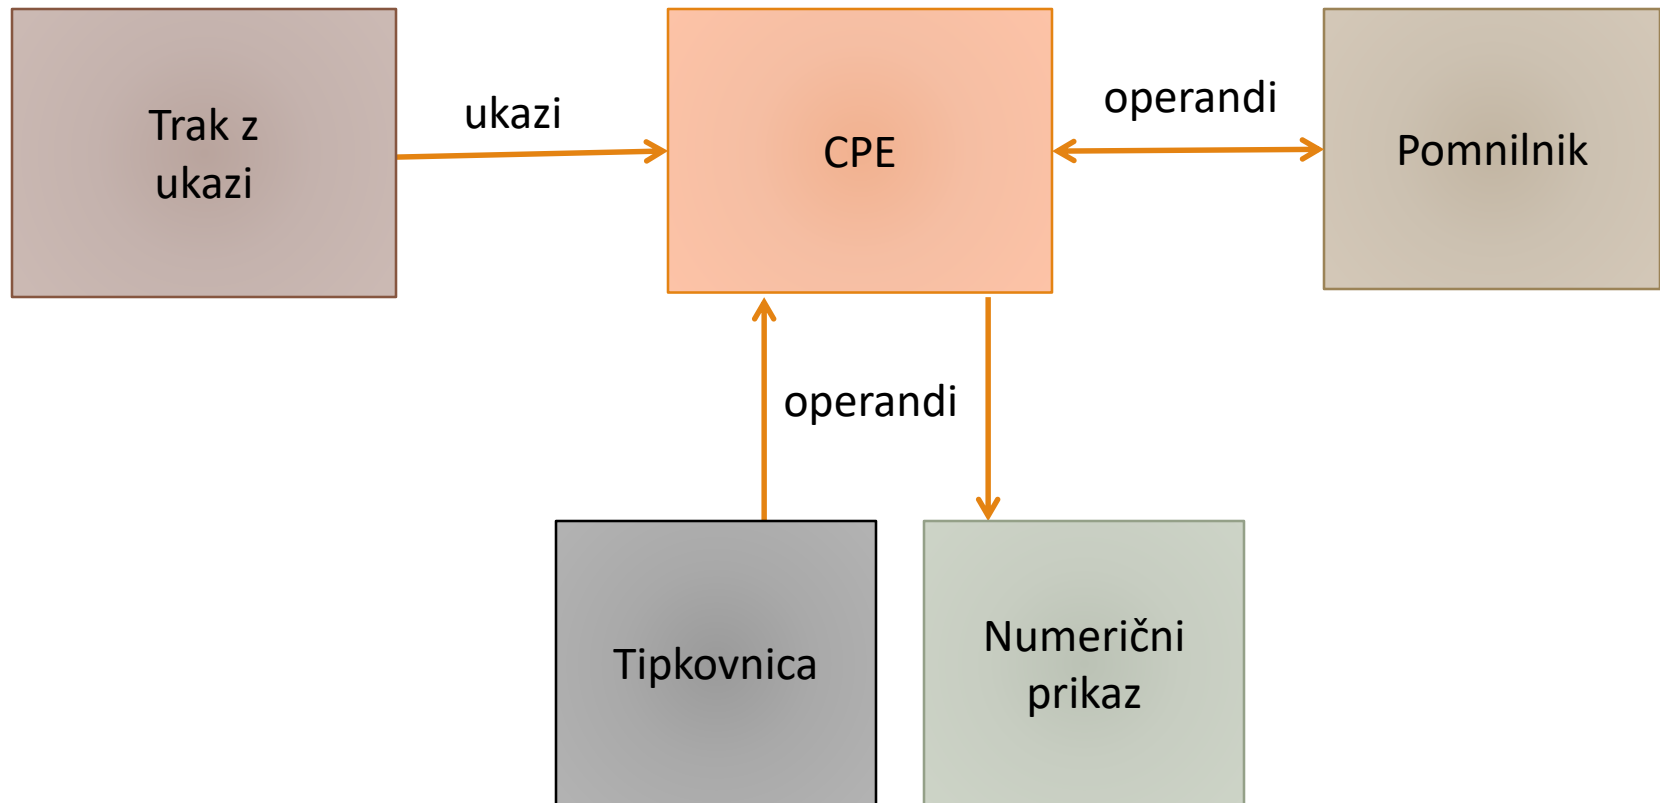 Trak z
ukazi
ukazi
CPE
operandi
Pomnilnik
operandi
Tipkovnica
Numerični
prikaz